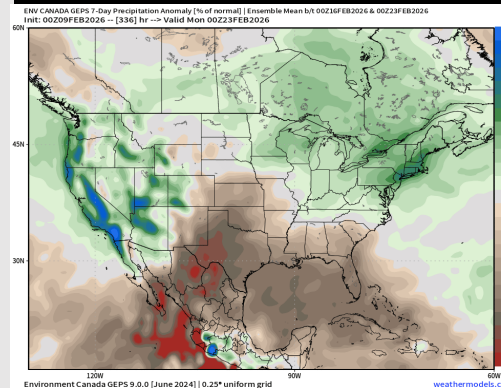 ENV CANADA GEPS 7-Day Precipitation Anomaly [% of normal] | Ensemble Mean b/t 00Z16FEB2026 & 00Z23FEB2026
Init: 00Z09FEB2026 -- [336] hr --> Valid Mon 00Z23FEB2026
60N
45N
30N
120W
90W
60W
Environment Canada GEPS 9.0.0 [June 2024] | 0.25° uniform grid
weathermodels.c